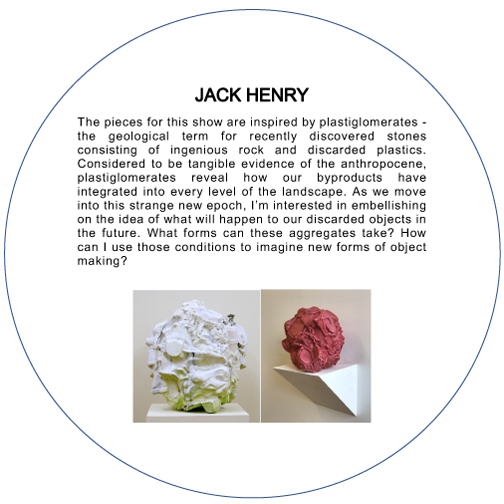 JACK HENRY
The pieces for this show are inspired by plastiglomerates -
the geological term for recently discovered stones
consisting of ingenious rock and discarded plastics.
Considered to be tangible evidence of the anthropocene,
plastiglomerates reveal how our byproducts have
integrated into every level of the landscape. As we move
into this strange new epoch, I'm interested in embellishing
on the idea of what will happen to our discarded objects in
the future. What forms can these aggregates take? How
can I use those conditions to imagine new forms of object
making?